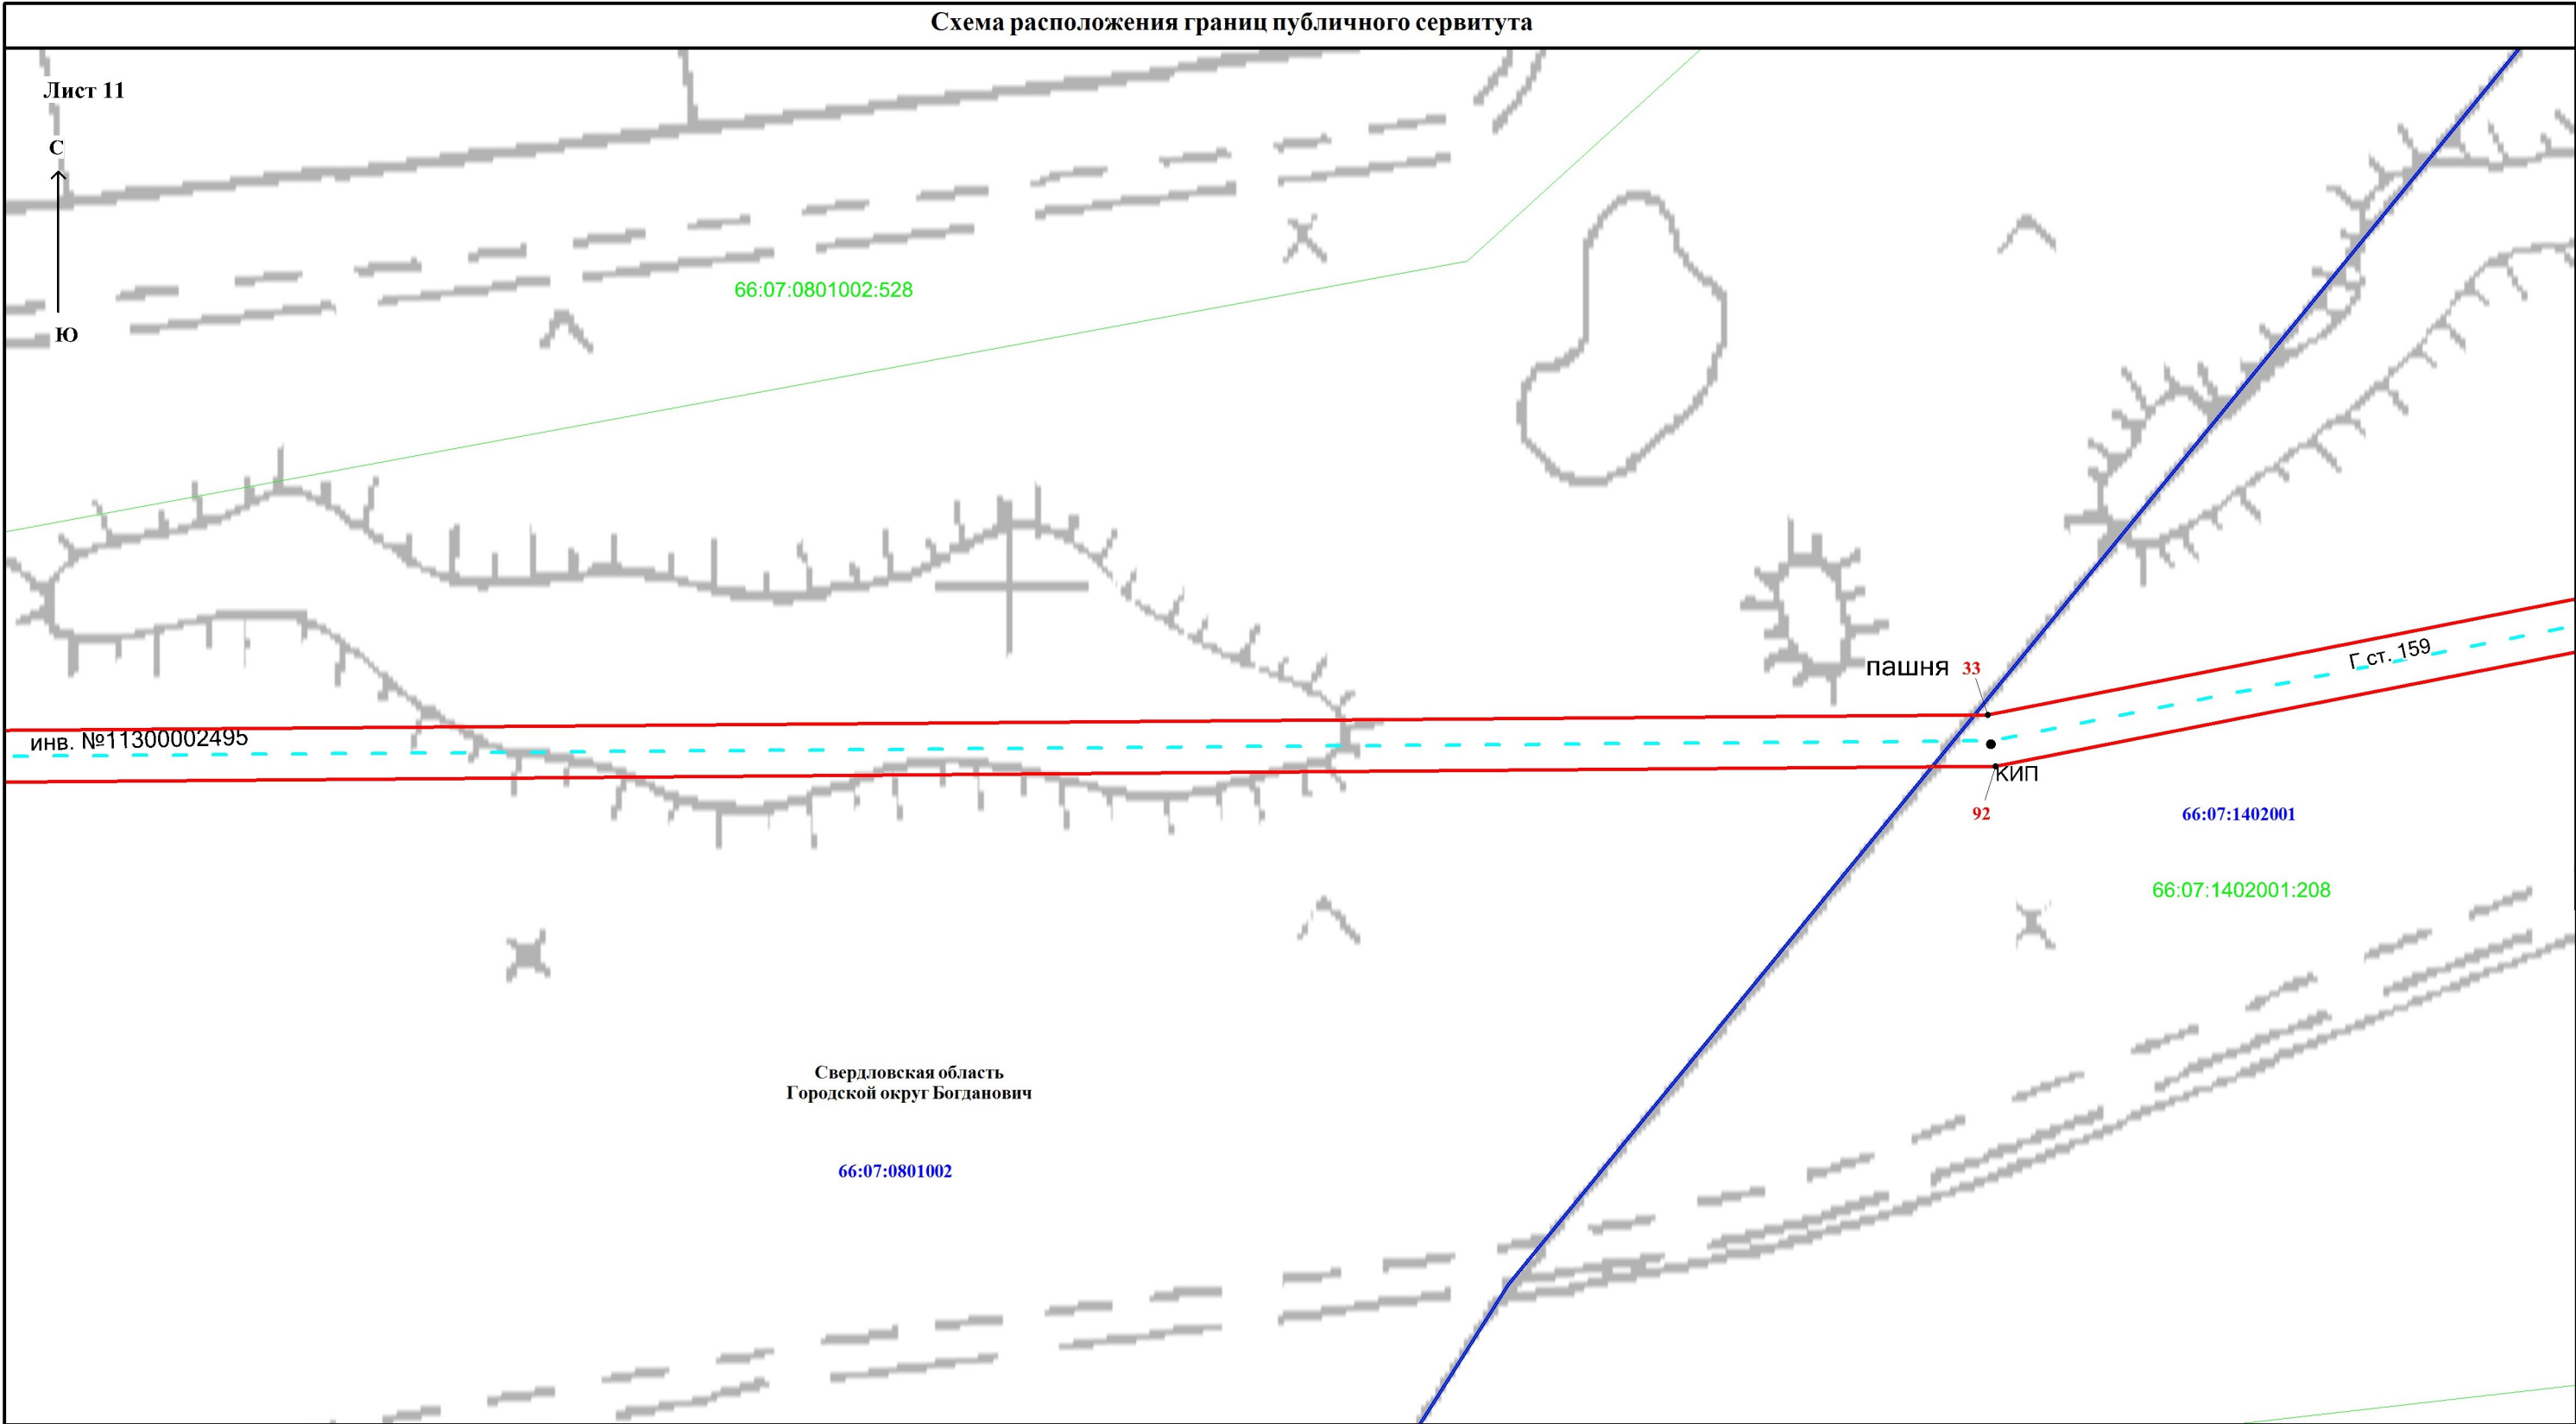 Схема расположения границ публичного сервитута
Лист 11
С
Ю
66:07:0801002:528
пашня 33
Г ст. 159
инв. №11300002495
КИП
92
66:07:1402001
66:07:1402001:208
Свердловская область
Городской округ Богданович
66:07:0801002